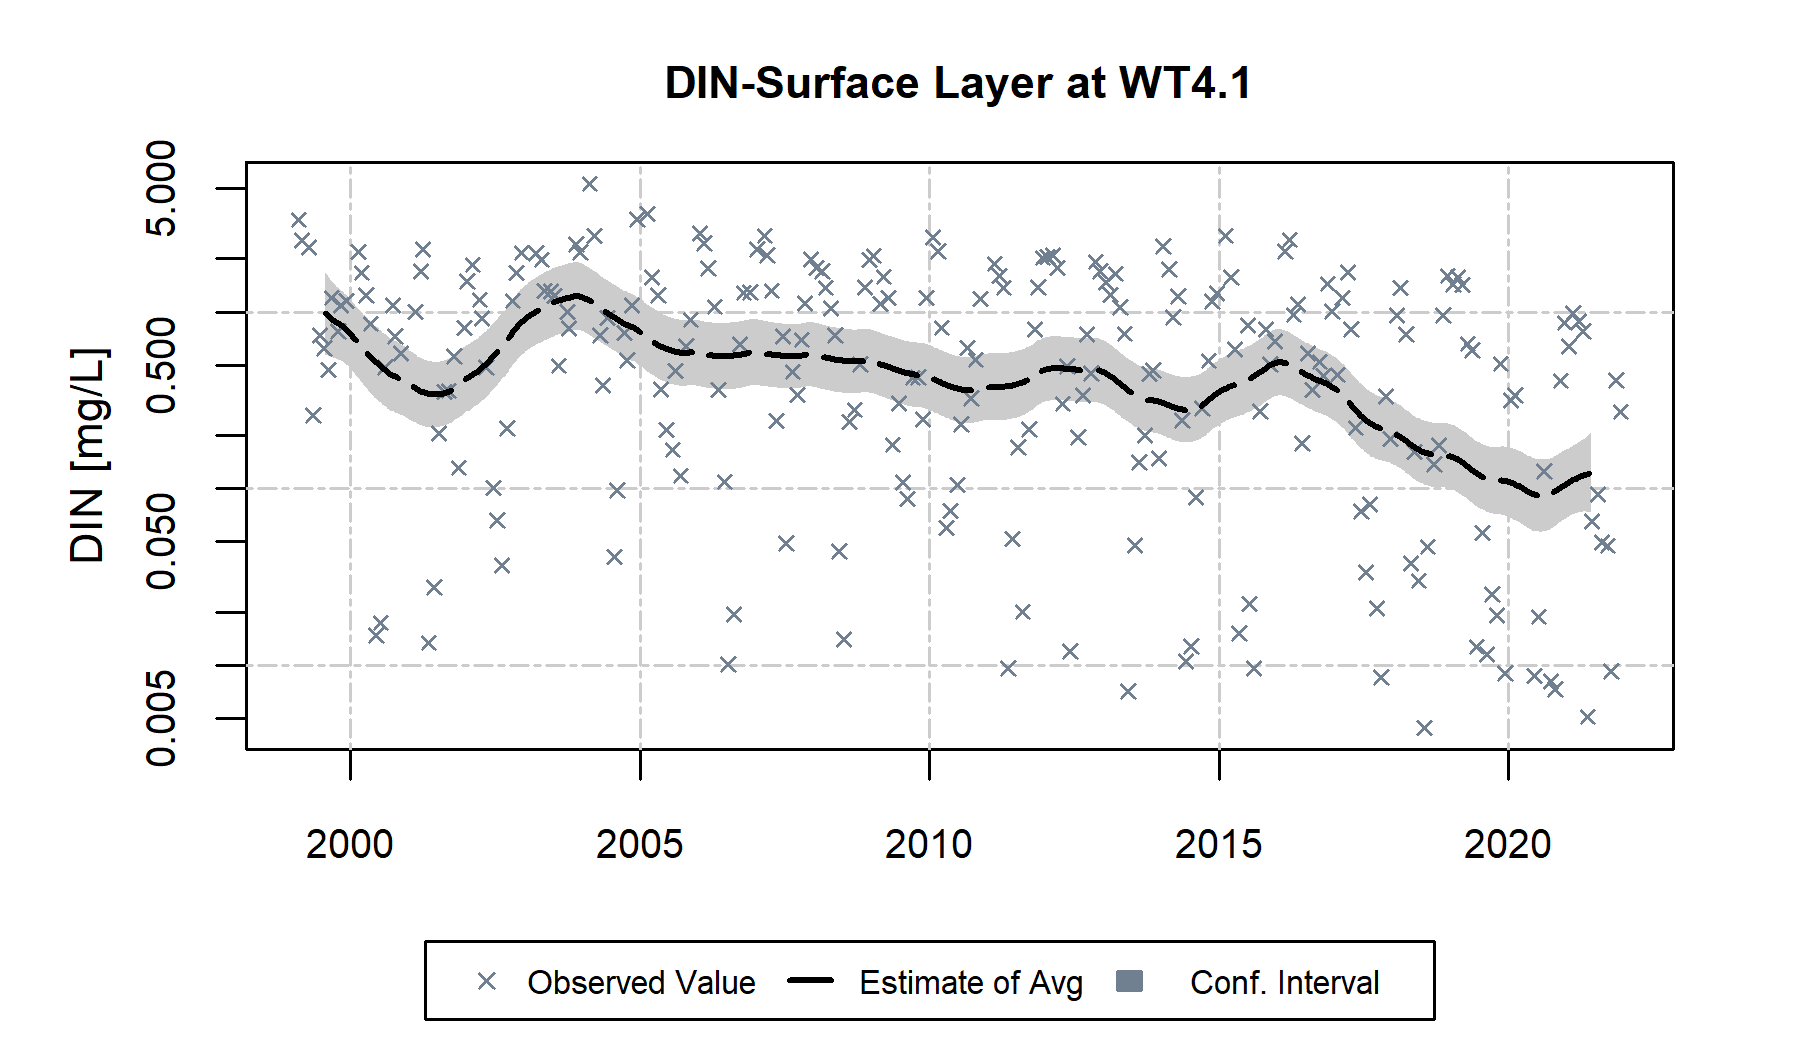 DIN-Surface Layer at WT4.1
DIN [mg/L]
5.000
0.500
0.050
0.005
2000 2005 2010 2015 2020
Observed Value Estimate of Avg Conf. Interval